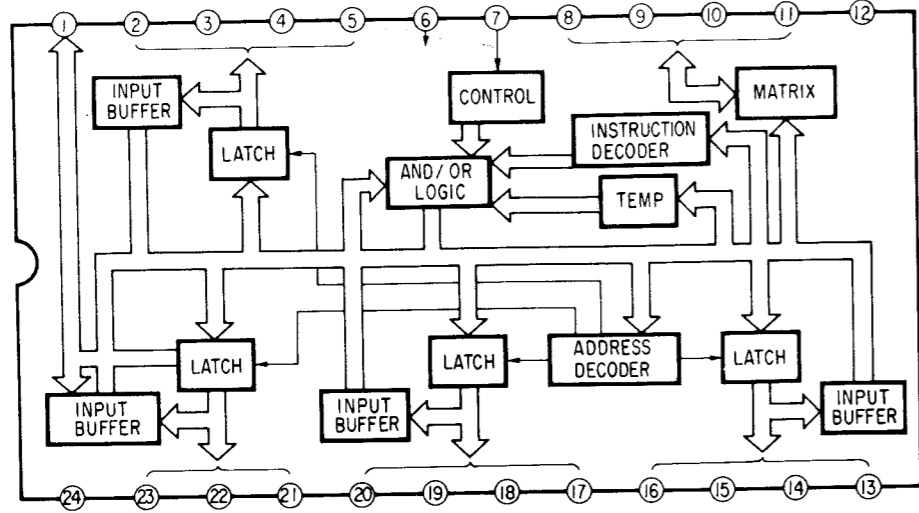 1 2 3 4 5 6 7 8 9 10 11 12
INPUT
BUFFER
LATCH
CONTROL
AND/OR
LOGIC
INSTRUCTION
DECODER
TEMP
MATRIX
LATCH
INPUT
BUFFER
INPUT
BUFFER
LATCH
ADDRESS
DECODER
LATCH
INPUT
BUFFER
24 23 22 21 20 19 18 17 16 15 14 13